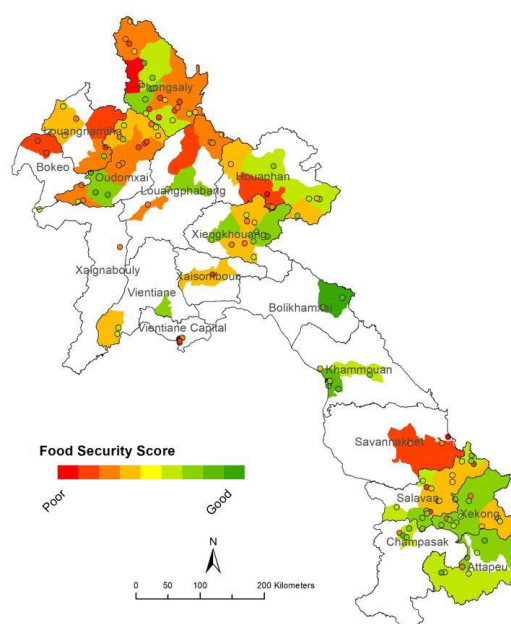 Phongsaly
Louangnamtha
Bokeo
Oudomxai
Houaphan
Louangphabang
Xiengkhouang
Xaignabouly
Xaisomboun
Vientiane
Bolikhamxai
Vientiane Capital
Khammouan
Food Security Score
Savannakhet
Poor
Good
Salavan
Xekong
Champasak
N
Attapeu
0 50 100 200 Kilometers